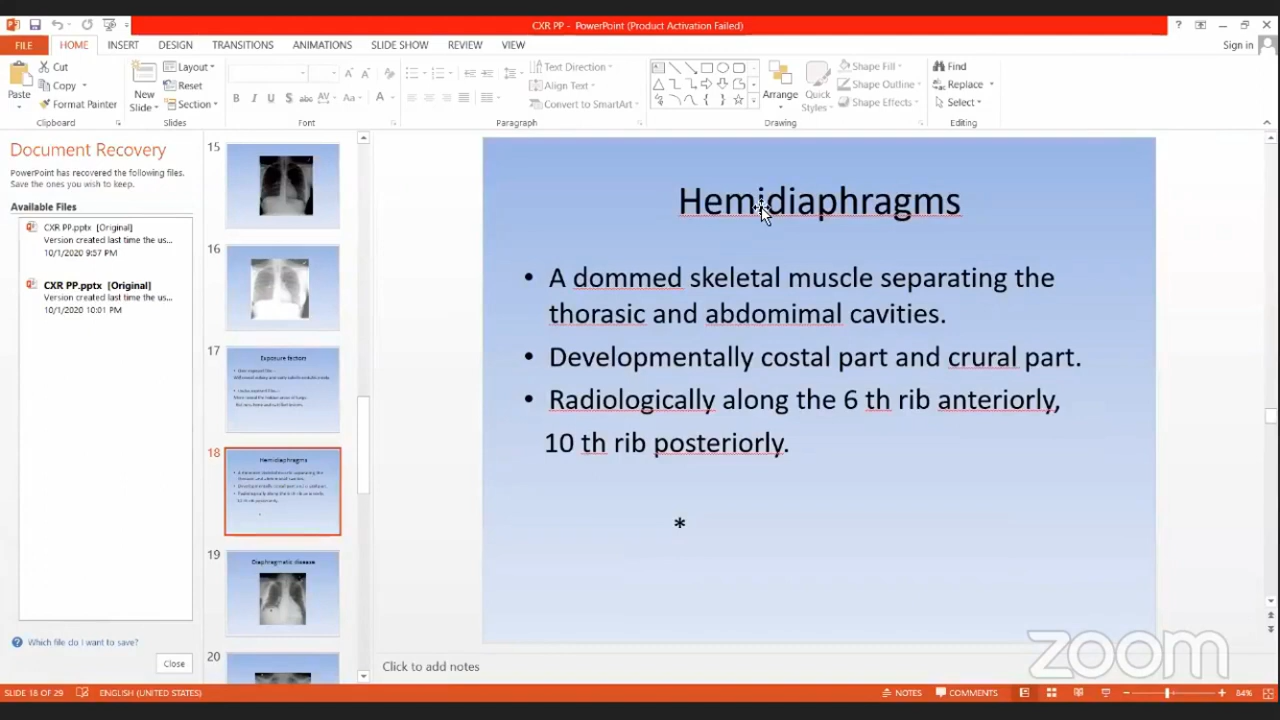 CXR PP - PowerPoint (Product Activation Failed)
FILE HOME INSERT DESIGN TRANSITIONS ANIMATIONS SLIDE SHOW REVIEW VIEW Sign in
Paste Cut Copy Format Painter Clipboard
New Slide Layout Reset Section Slides
B I U S abc AV Aa A Font
Text Direction Align Text Convert to SmartArt Paragraph
Arrange Quick Styles Shape Fill Shape Outline Shape Effects Drawing
Find Replace Select Editing
Document Recovery
PowerPoint has recovered the following files.
Save the ones you wish to keep.
Available Files
CXR PP.pptx [Original]
Version created last time the us...
10/1/2020 9:57 PM
CXR PP.pptx [Original]
Version created last time the us...
10/1/2020 10:01 PM
Which file do I want to save?
Close
15
16
17
Exposure factors
18
Hemidiaphragms
19
Diaphragmatic disease
20
Hemidiaphragms
• A dommed skeletal muscle separating the
thorasic and abdomimal cavities.
• Developmentally costal part and crural part.
• Radiologically along the 6 th rib anteriorly,
10 th rib posteriorly.
*
Click to add notes
zoom
SLIDE 18 OF 29 ENGLISH (UNITED STATES) NOTES COMMENTS 84%